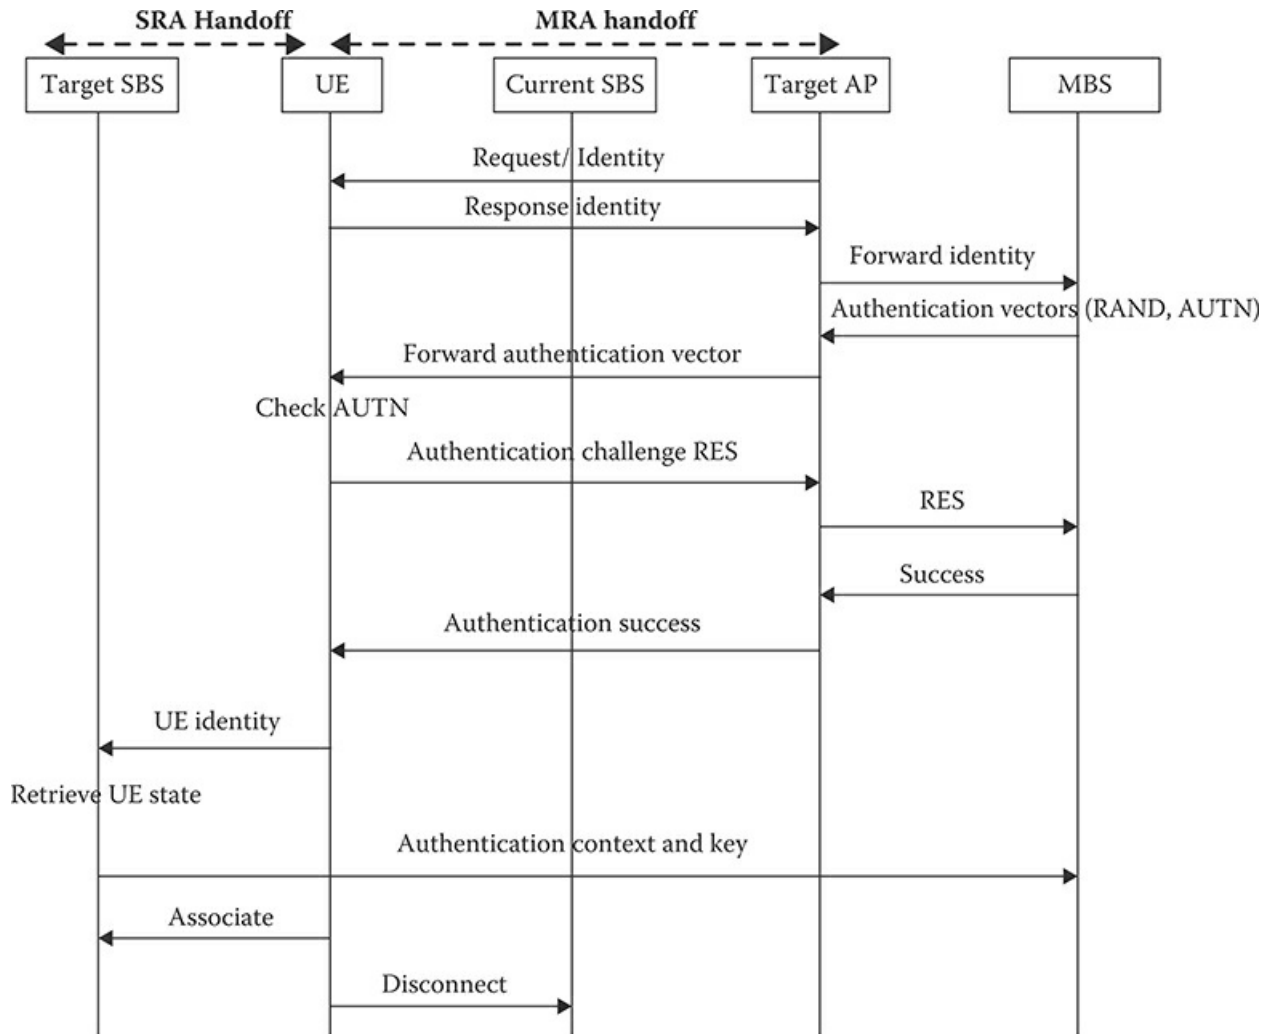 SRA Handoff
MRA handoff
Target SBS
UE
Current SBS
Target AP
MBS
Request/ Identity
Response identity
Forward identity
Authentication vectors (RAND, AUTN)
Forward authentication vector
Check AUTN
Authentication challenge RES
RES
Success
Authentication success
UE identity
Retrieve UE state
Authentication context and key
Associate
Disconnect